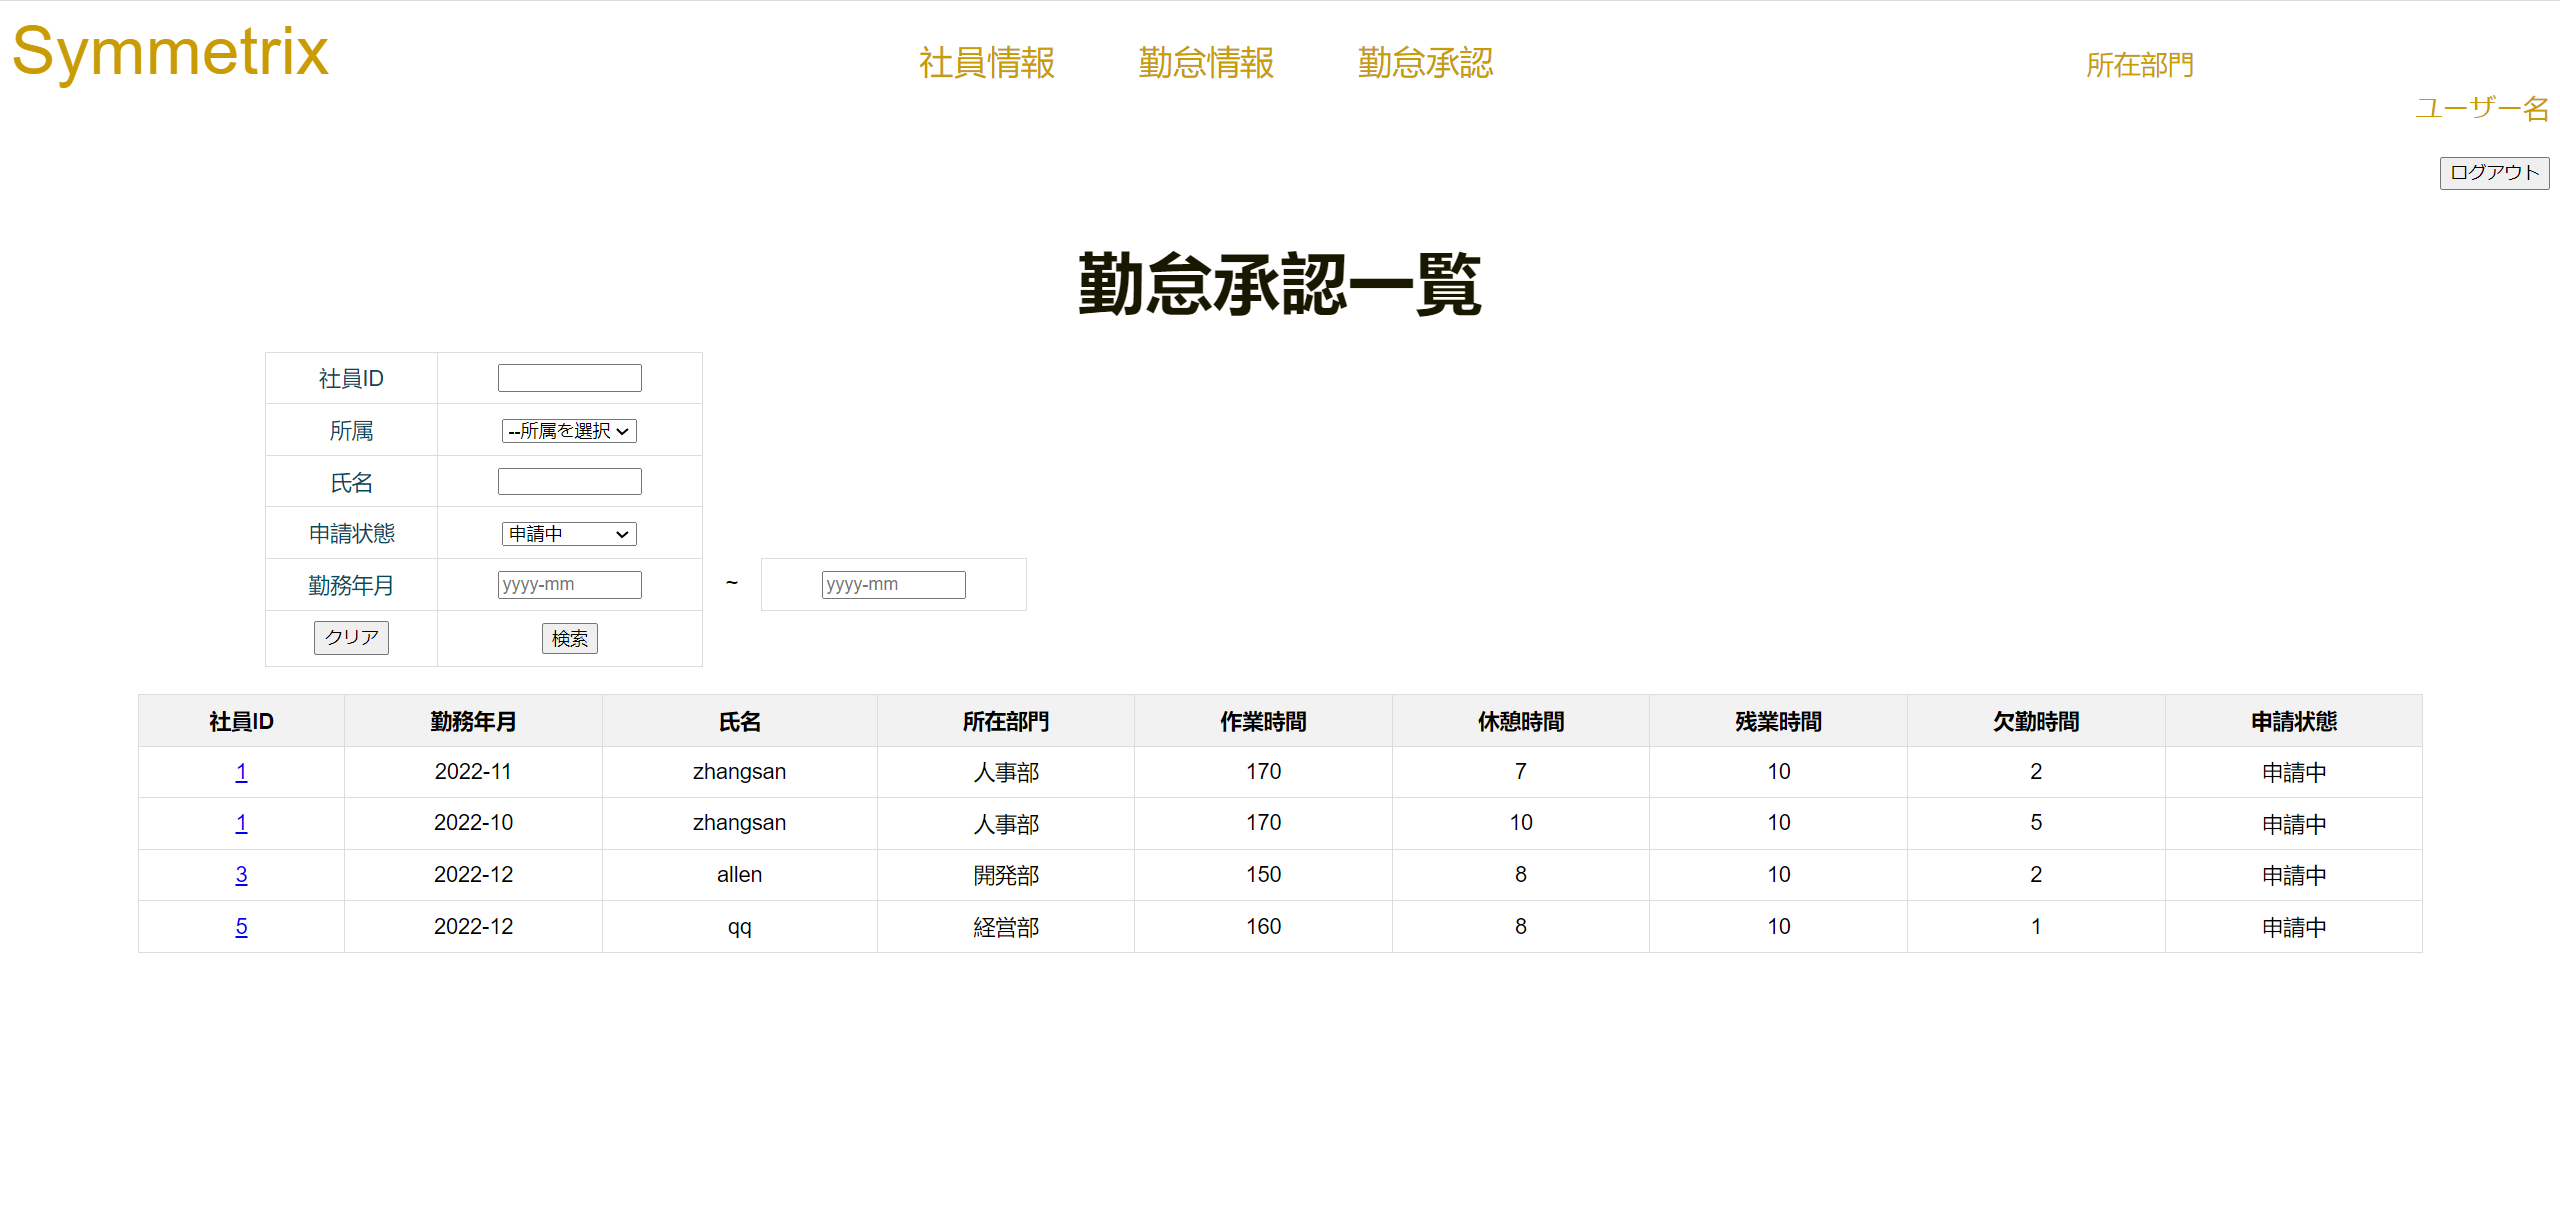 Symmetrix
社員情報 勤怠情報 勤怠承認 所在部門
ユーザー名
ログアウト
勤怠承認一覧
社員ID
所属 --所属を選択
氏名
申請状態 申請中
勤務年月 yyyy-mm ~ yyyy-mm
クリア 検索
社員ID 勤務年月 氏名 所在部門 作業時間 休憩時間 残業時間 欠勤時間 申請状態
1 2022-11 zhangsan 人事部 170 7 10 2 申請中
1 2022-10 zhangsan 人事部 170 10 10 5 申請中
3 2022-12 allen 開発部 150 8 10 2 申請中
5 2022-12 qq 経営部 160 8 10 1 申請中